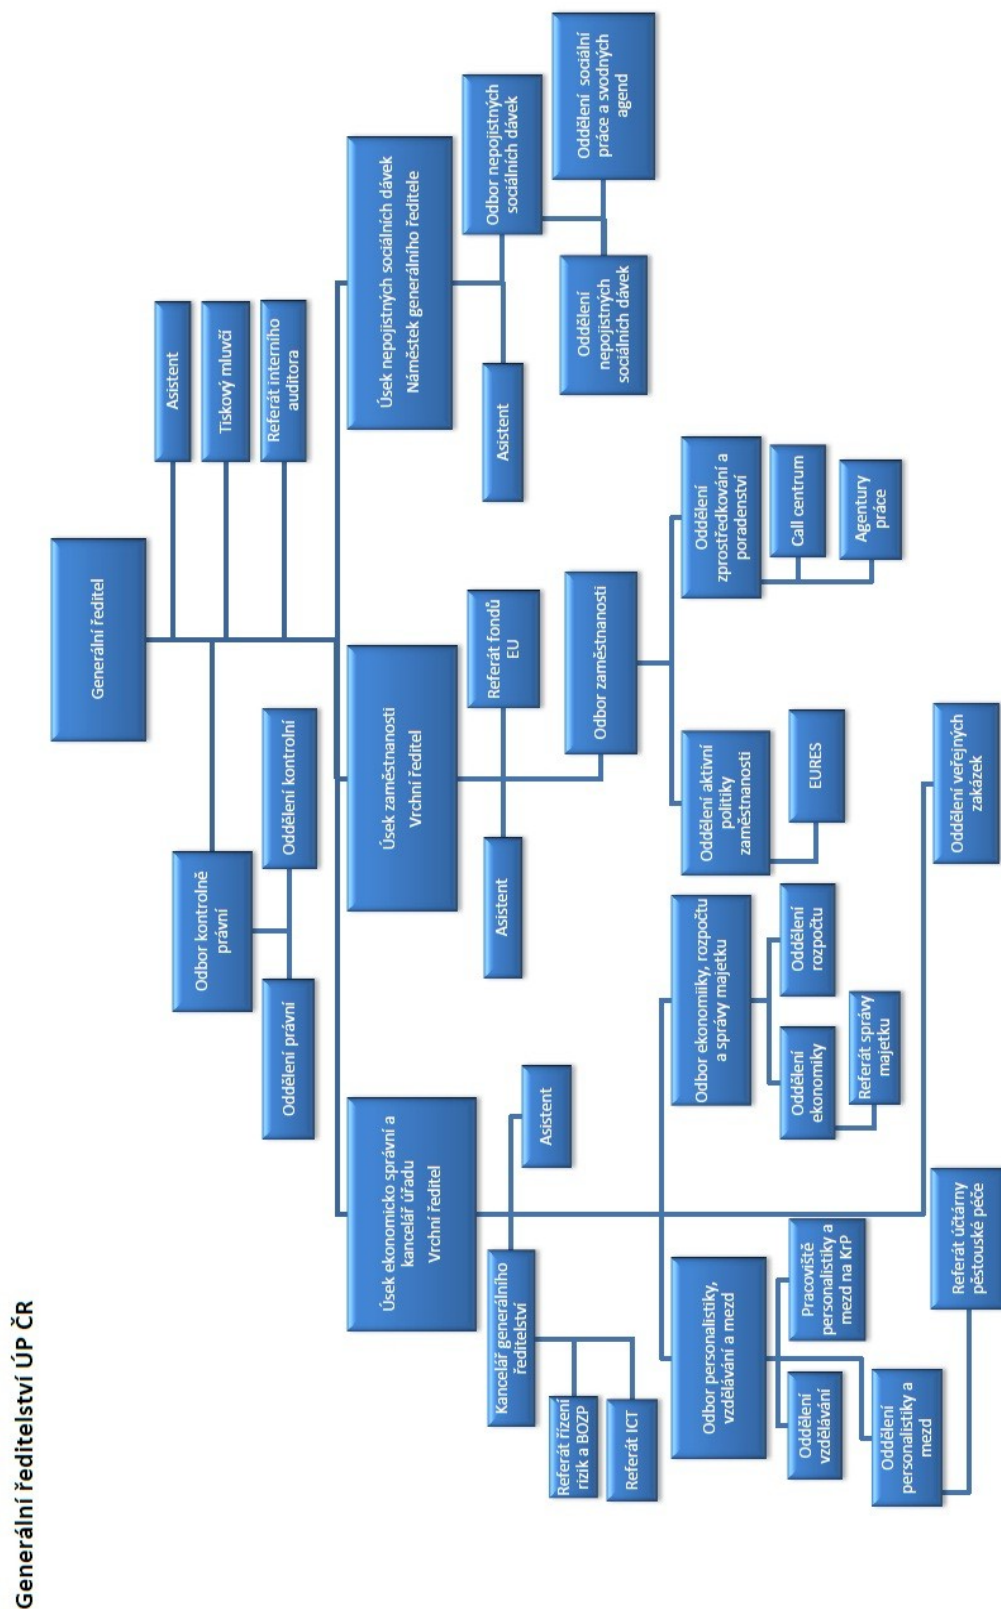 Generální ředitelství ÚP ČR
Generální ředitel
Asistent
Tiskový mluvčí
Referát interního
auditora
Odbor kontrolně
právní
Oddělení právní
Oddělení kontrolní
Úsek ekonomicko správní a
kancelář úřadu
Vrchní ředitel
Úsek zaměstnanosti
Vrchní ředitel
Úsek nepojistných sociálních dávek
Náměstek generálního ředitele
Kancelář generálního
ředitelství
Asistent
Referát řízení
rizik a BOZP
Referát ICT
Asistent
Referát fondů
EU
Odbor zaměstnanosti
Asistent
Odbor nepojistných
sociálních dávek
Oddělení
nepojistných
sociálních dávek
Oddělení sociální
práce a svodných
agend
Odbor personalistiky,
vzdělávání a mezd
Oddělení
vzdělávání
Pracoviště
personalistiky a
mezd na KrP
Oddělení
personalistiky a
mezd
Referát účtárny
pěstouské péče
Odbor ekonomiiky, rozpočtu
a správy majetku
Oddělení
ekonomiky
Oddělení
rozpočtu
Referát správy
majetku
Oddělení aktivní
politiky
zaměstnanosti
EURES
Oddělení
zprostředkování a
poradenství
Call centrum
Agentury
práce
Oddělení veřejných
zakázek